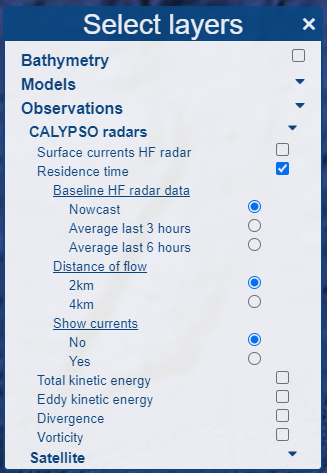 Select layers ×
Bathymetry
Models
Observations
CALYPSO radars
Surface currents HF radar
Residence time
Baseline HF radar data
Nowcast
Average last 3 hours
Average last 6 hours
Distance of flow
2km
4km
Show currents
No
Yes
Total kinetic energy
Eddy kinetic energy
Divergence
Vorticity
Satellite